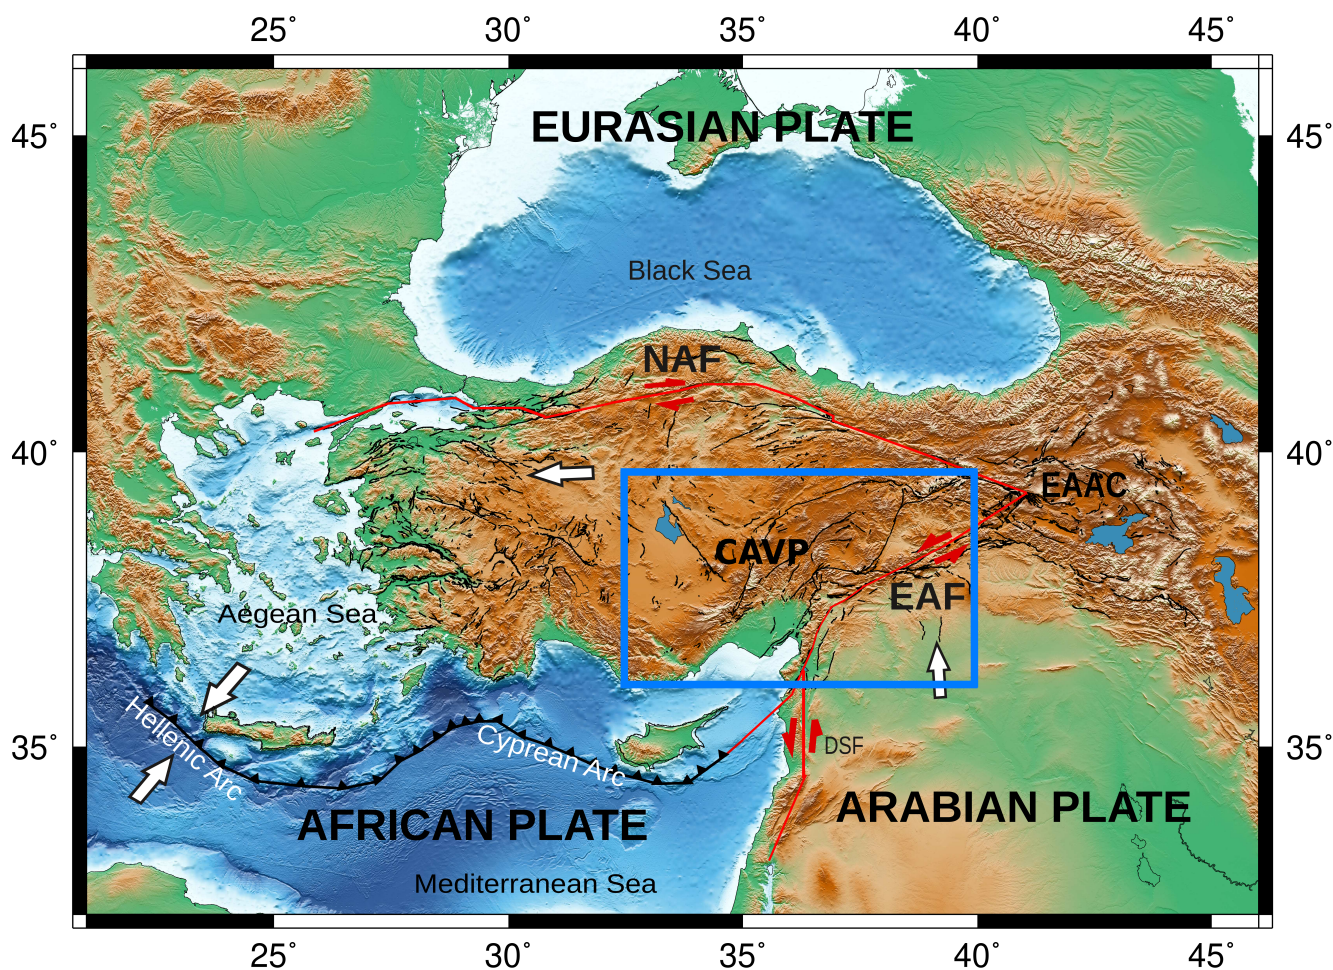 25° 30° 35° 40° 45°
45° 45°
EURASIAN PLATE
Black Sea
NAF
40° 40°
EAAC
CAVP
EAF
Aegean Sea
Hellenic Arc
Cyprean Arc
DSF
35° 35°
AFRICAN PLATE
ARABIAN PLATE
Mediterranean Sea
25° 30° 35° 40° 45°